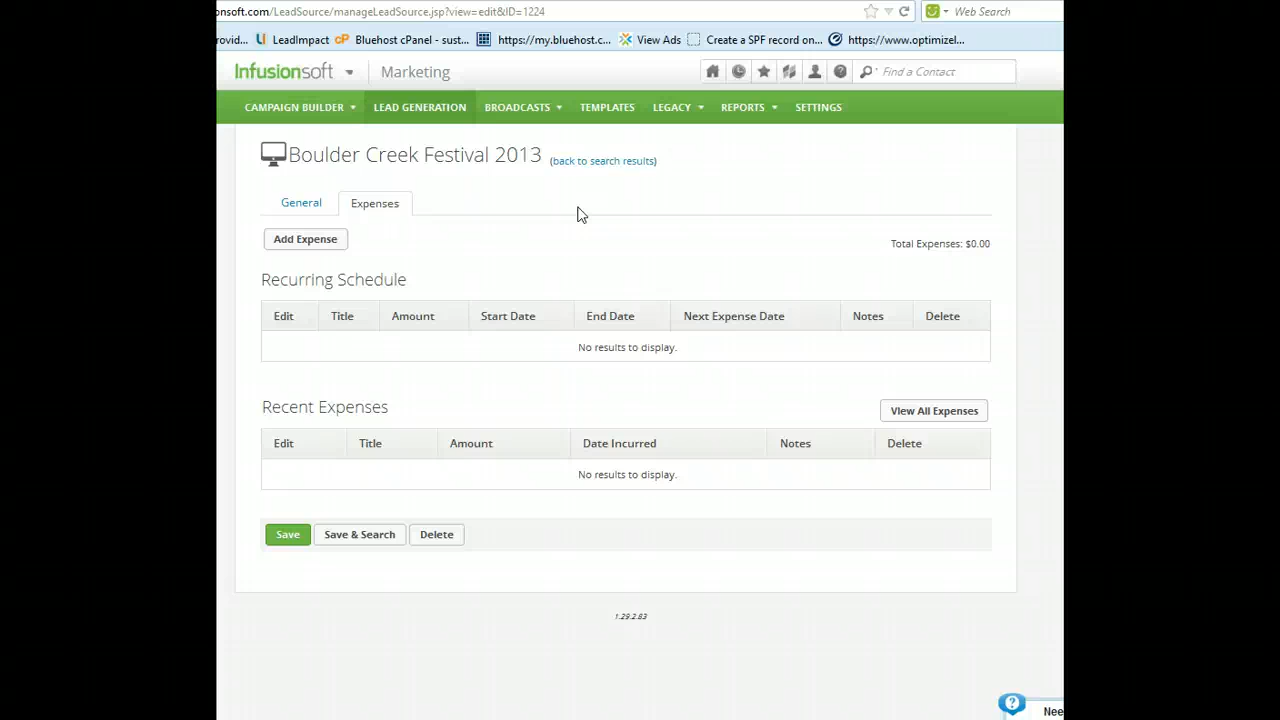 onsoft.com/LeadSource/manageLeadSource.jsp?view=edit&ID=1224 Web Search
ovid... LeadImpact Bluehost cPanel - sust... https://my.bluehost.c... View Ads Create a SPF record on... https://www.optimizel...
Infusionsoft Marketing Find a Contact
CAMPAIGN BUILDER LEAD GENERATION BROADCASTS TEMPLATES LEGACY REPORTS SETTINGS
Boulder Creek Festival 2013 (back to search results)
General Expenses
Add Expense Total Expenses: $0.00
Recurring Schedule
Edit Title Amount Start Date End Date Next Expense Date Notes Delete
No results to display.
Recent Expenses View All Expenses
Edit Title Amount Date Incurred Notes Delete
No results to display.
Save Save & Search Delete
1.29.2.83
Nee